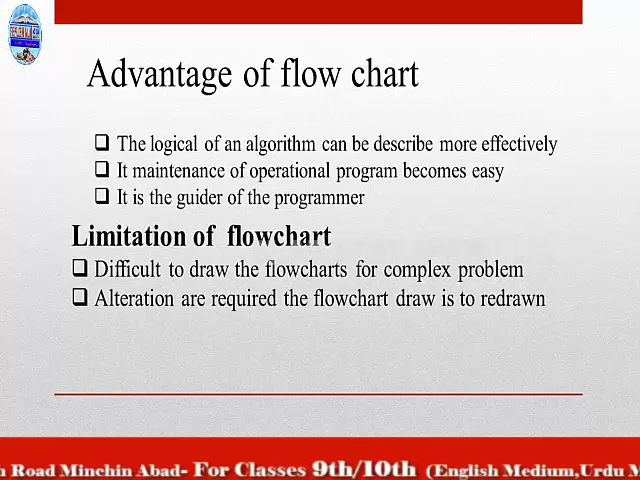 Advantage of flow chart
The logical of an algorithm can be describe more effectively
It maintenance of operational program becomes easy
It is the guider of the programmer
Limitation of flowchart
Difficult to draw the flowcharts for complex problem
Alteration are required the flowchart draw is to redrawn
Road Minchin Abad- For Classes 9th/10th (English Medium,Urdu